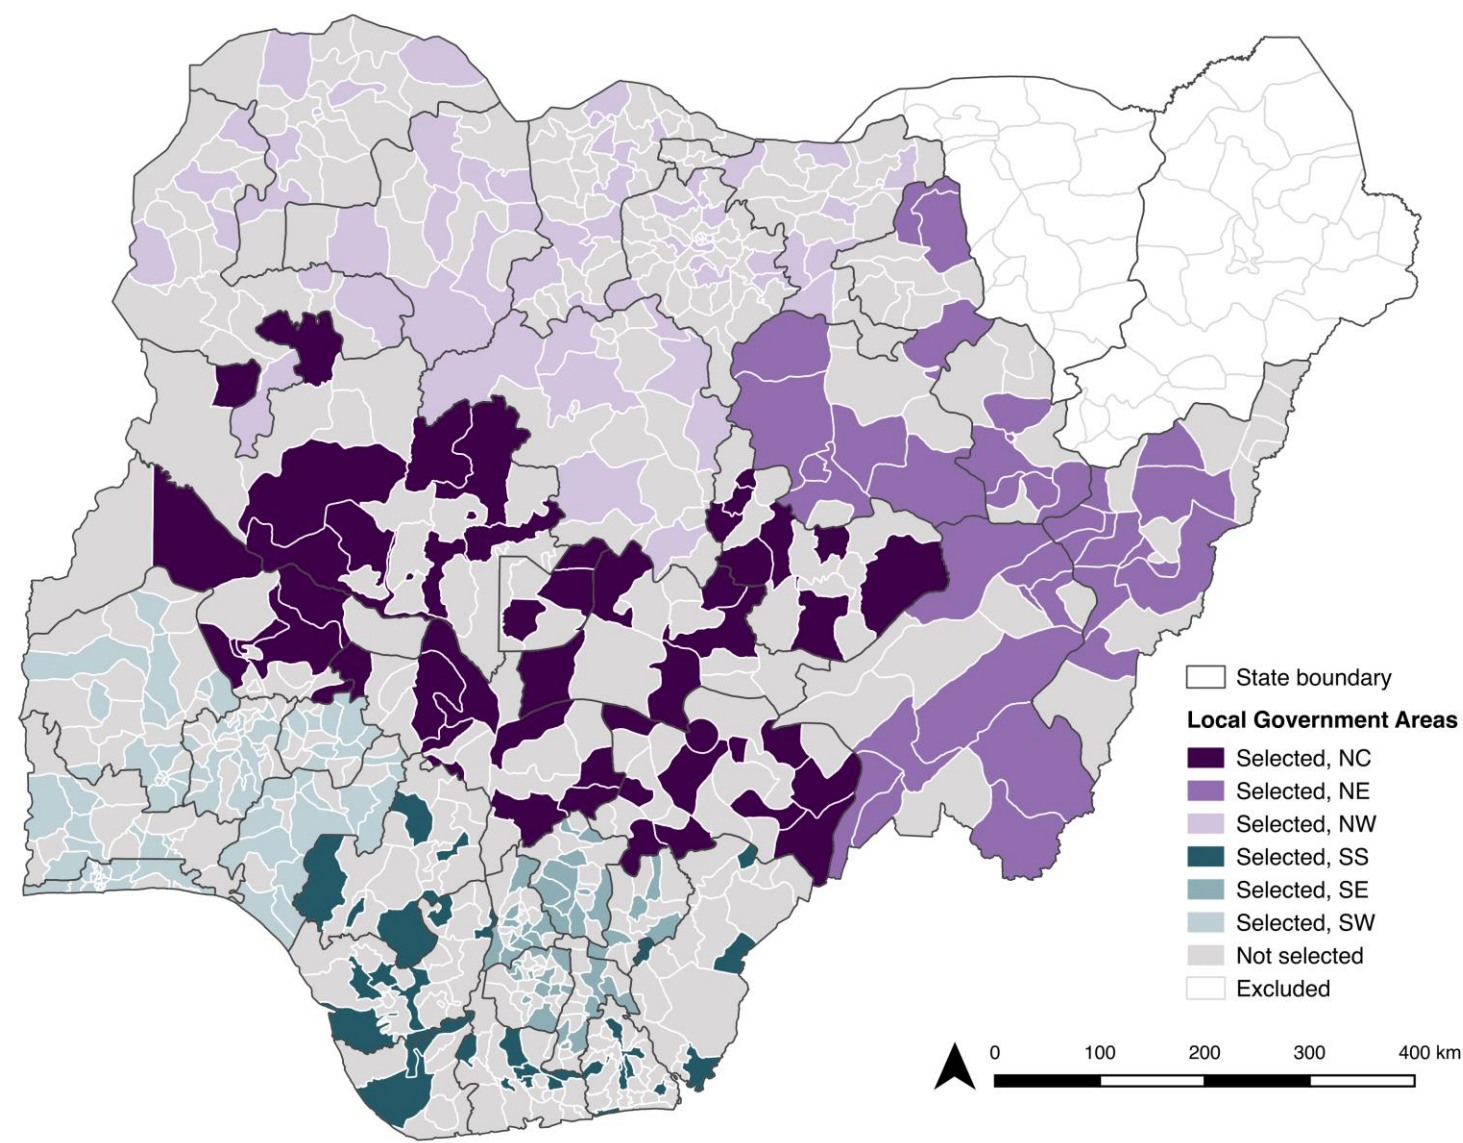 State boundary
Local Government Areas
Selected, NC
Selected, NE
Selected, NW
Selected, SS
Selected, SE
Selected, SW
Not selected
Excluded
0 100 200 300 400 km